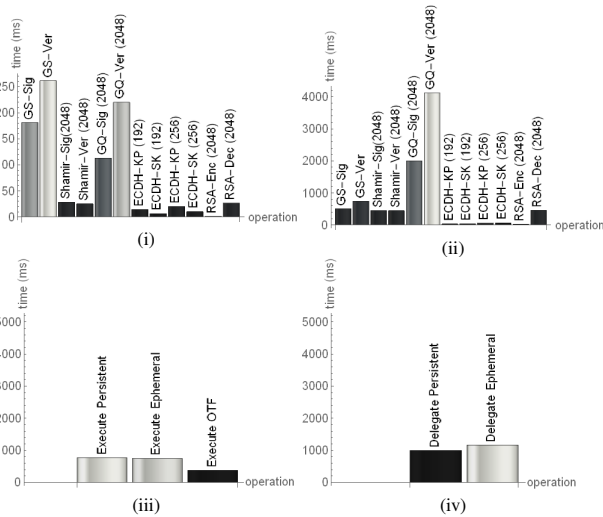 time (ms)
250
200
150
100
50
0
GS-Sig
GS-Ver
Shamir-Sig(2048)
Shamir-Ver (2048)
GQ-Sig (2048)
GQ-Ver (2048)
ECDH-KP (192)
ECDH-SK (192)
ECDH-KP (256)
ECDH-SK (256)
RSA-Enc (2048)
RSA-Dec (2048)
operation
(i)
time (ms)
4000
3000
2000
1000
0
GS-Sig
GS-Ver
Shamir-Sig(2048)
Shamir-Ver (2048)
GQ-Sig (2048)
GQ-Ver (2048)
ECDH-KP (192)
ECDH-SK (192)
ECDH-KP (256)
ECDH-SK (256)
RSA-Enc (2048)
RSA-Dec (2048)
operation
(ii)
time (ms)
5000
4000
3000
2000
1000
0
Execute Persistent
Execute Ephemeral
Execute OTF
operation
(iii)
time (ms)
5000
4000
3000
2000
1000
0
Delegate Persistent
Delegate Ephemeral
operation
(iv)